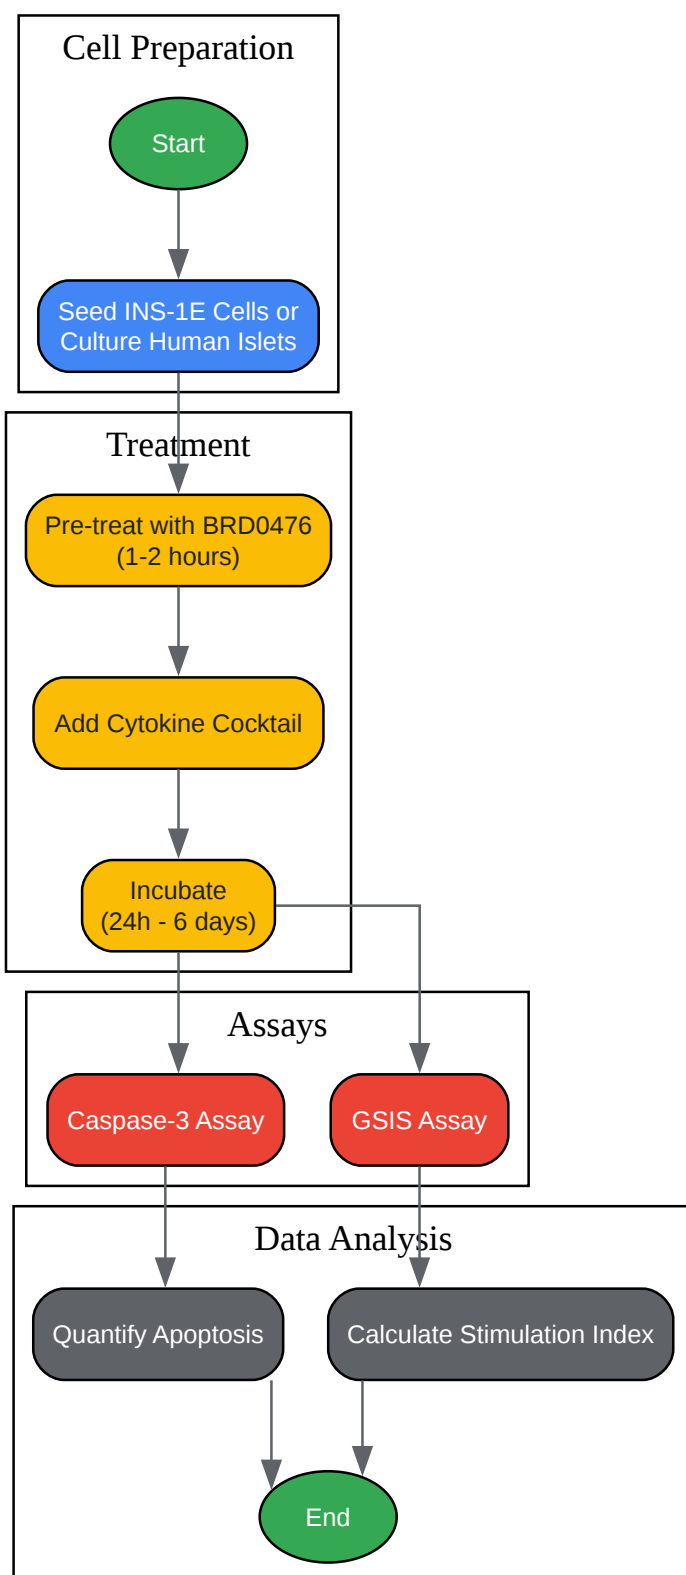 Cell Preparation
Start
Seed INS-1E Cells or
Culture Human Islets
Treatment
Pre-treat with BRD0476
(1-2 hours)
Add Cytokine Cocktail
Incubate
(24h - 6 days)
Assays
Caspase-3 Assay
GSIS Assay
Data Analysis
Quantify Apoptosis
Calculate Stimulation Index
End